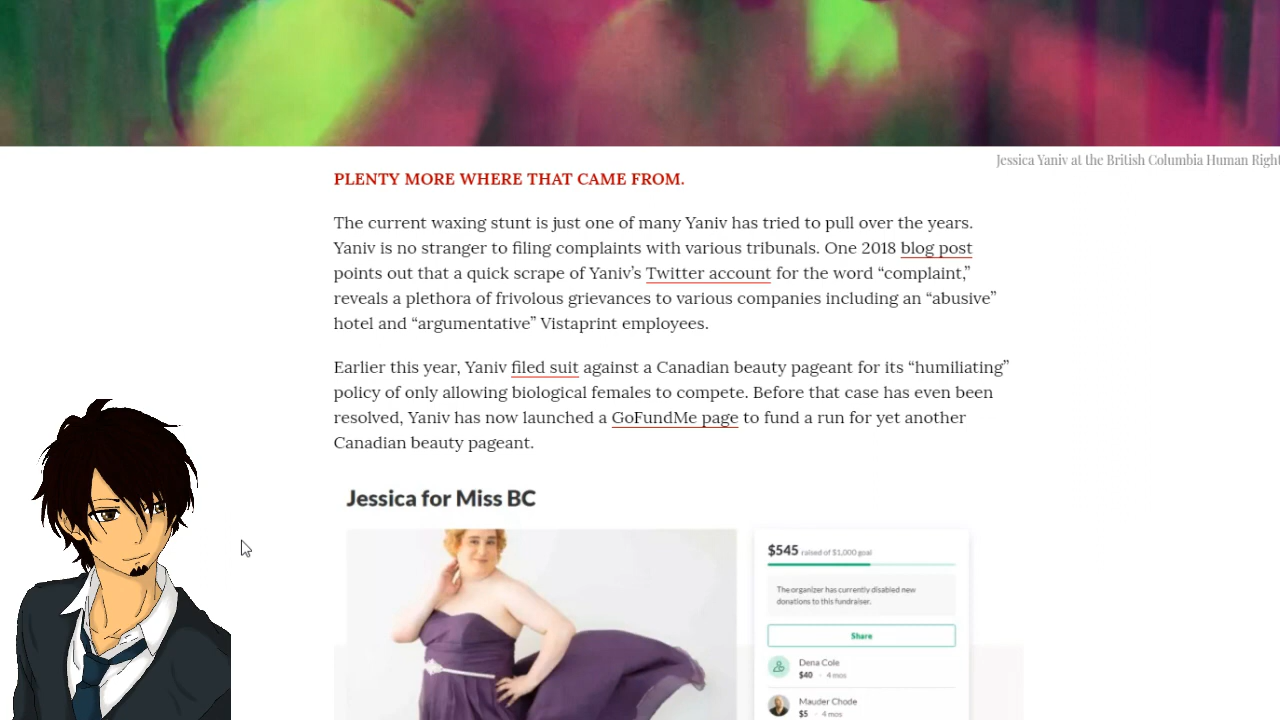 Jessica Yaniv at the British Columbia Human Right
PLENTY MORE WHERE THAT CAME FROM.
The current waxing stunt is just one of many Yaniv has tried to pull over the years.
Yaniv is no stranger to filing complaints with various tribunals. One 2018 blog post
points out that a quick scrape of Yaniv’s Twitter account for the word “complaint,”
reveals a plethora of frivolous grievances to various companies including an “abusive”
hotel and “argumentative” Vistaprint employees.
Earlier this year, Yaniv filed suit against a Canadian beauty pageant for its “humiliating”
policy of only allowing biological females to compete. Before that case has even been
resolved, Yaniv has now launched a GoFundMe page to fund a run for yet another
Canadian beauty pageant.
Jessica for Miss BC
$545 raised of $1,000 goal
The organizer has currently disabled new
donations to this fundraiser.
Share
Dena Cole
$40 · 4 mos
Mauder Chode
$5 · 4 mos